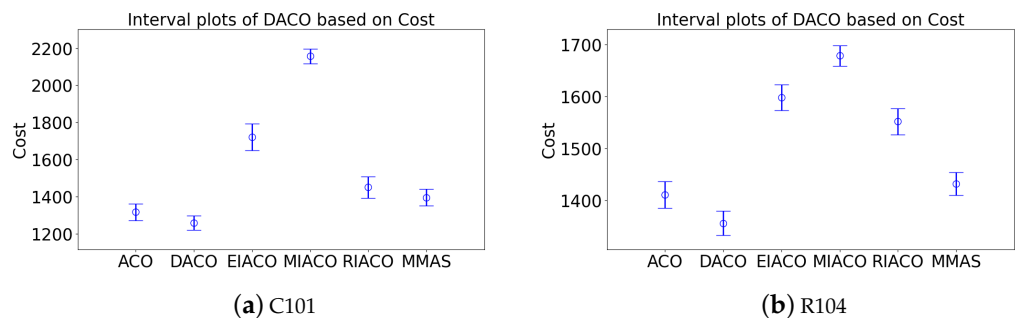 Interval plots of DACO based on Cost
Cost
2200
2000
1800
1600
1400
1200
ACO DACO EIACO MIACO RIACO MMAS
(a) C101
Interval plots of DACO based on Cost
Cost
1700
1600
1500
1400
ACO DACO EIACO MIACO RIACO MMAS
(b) R104